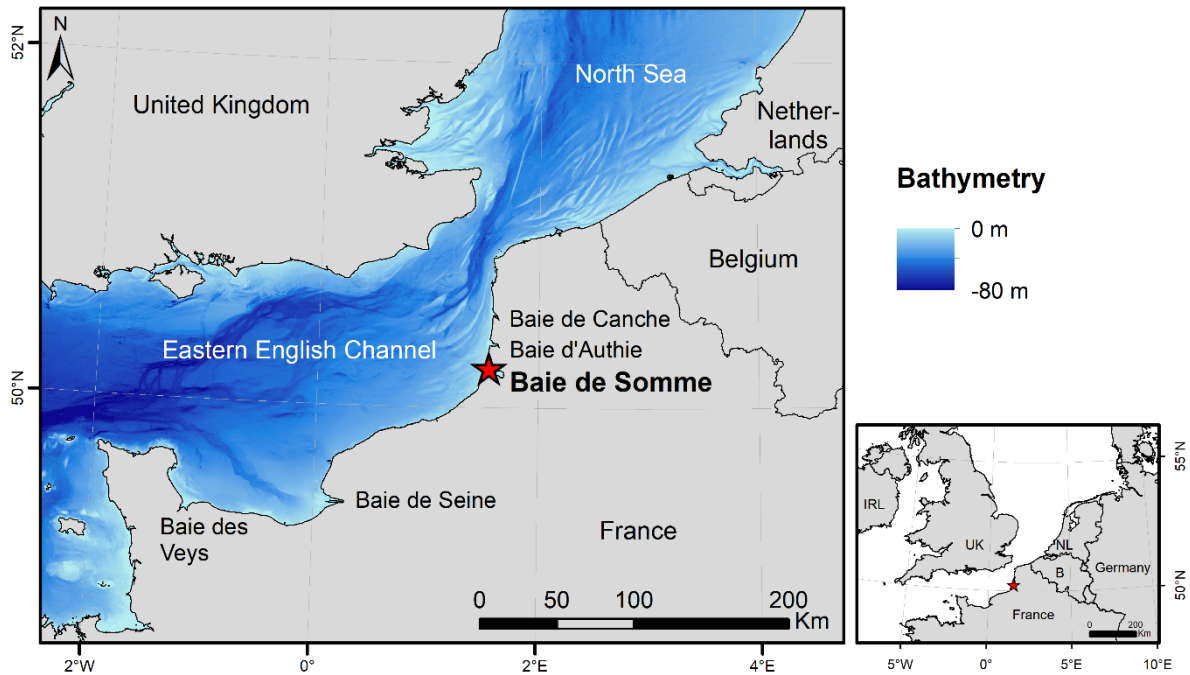 N
52°N
50°N
United Kingdom
North Sea
Nether-
lands
Belgium
Eastern English Channel
Baie de Canche
Baie d'Authie
Baie de Somme
Baie de Seine
Baie des
Veys
France
0 50 100 200
Km
2°W 0° 2°E 4°E
Bathymetry
0 m
-80 m
IRL
UK
NL
B
Germany
France
0 200
Km
55°N
50°N
5°W 0° 5°E 10°E